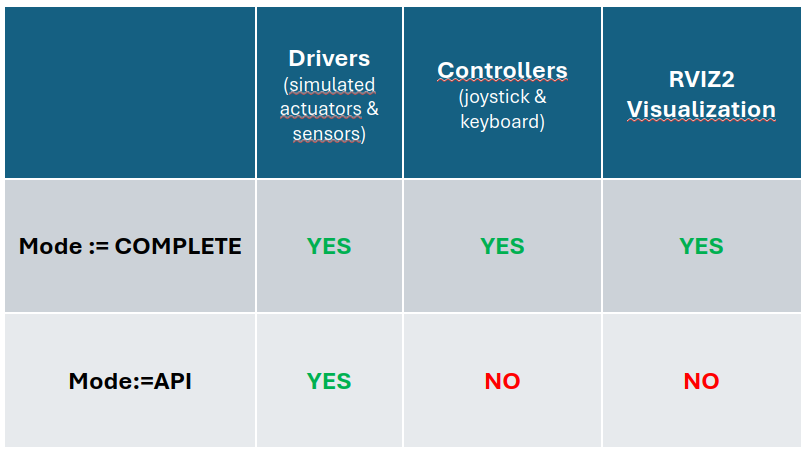 Drivers
(simulated
actuators &
sensors)
Controllers
(joystick &
keyboard)
RVIZ2
Visualization
Mode := COMPLETE
YES
YES
YES
Mode:=API
YES
NO
NO